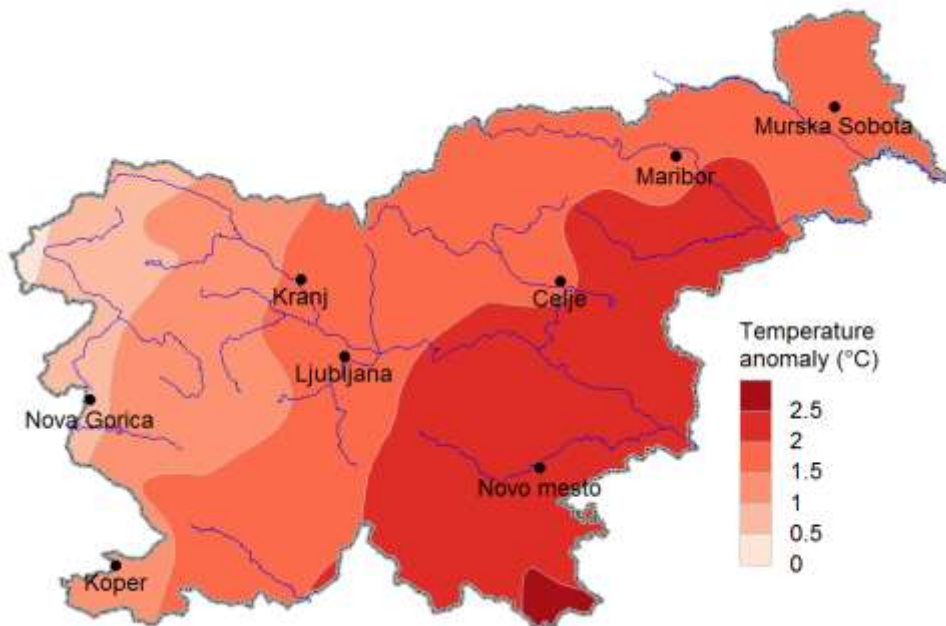 Murska Sobota
Maribor
Kranj
Celje
Ljubljana
Nova Gorica
Novo mesto
Koper
Temperature
anomaly (°C)
2.5
2
1.5
1
0.5
0